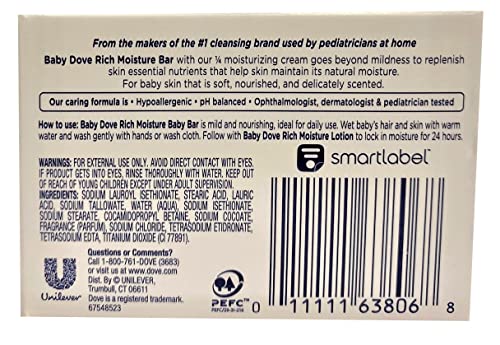 From the makers of the #1 cleansing brand used by pediatricians at home
Baby Dove Rich Moisture Bar with our ¼ moisturizing cream goes beyond mildness to replenish
skin essential nutrients that help skin maintain its natural moisture.
For baby skin that is soft, nourished, and delicately scented.
Our caring formula is • Hypoallergenic • pH balanced • Ophthalmologist, dermatologist & pediatrician tested
How to use: Baby Dove Rich Moisture Baby Bar is mild and nourishing, ideal for daily use. Wet baby's hair and skin with warm
water and wash gently with hands or wash cloth. Follow with Baby Dove Rich Moisture Lotion to lock in moisture for 24 hours.
WARNINGS: FOR EXTERNAL USE ONLY. AVOID DIRECT CONTACT WITH EYES.
IF PRODUCT GETS INTO EYES, RINSE THOROUGHLY WITH WATER. KEEP OUT
OF REACH OF YOUNG CHILDREN EXCEPT UNDER ADULT SUPERVISION.
INGREDIENTS: SODIUM LAUROYL ISETHIONATE, STEARIC ACID, LAURIC
ACID, SODIUM TALLOWATE, WATER (AQUA), SODIUM ISETHIONATE,
SODIUM STEARATE, COCAMIDOPROPYL BETAINE, SODIUM COCOATE,
FRAGRANCE (PARFUM), SODIUM CHLORIDE, TETRASODIUM ETIDRONATE,
TETRASODIUM EDTA, TITANIUM DIOXIDE (CI 77891).
smartlabel™
Unilever
Questions or Comments?
Call 1-800-761-DOVE (3683)
or visit us at www.dove.com
Dist. By © UNILEVER,
Trumbull, CT 06611
Dove is a registered trademark.
67548523
PEFC™
PEFC/29-31-218
0 11111 63806 8